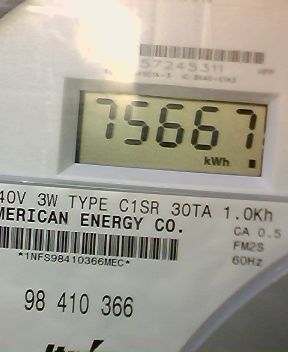 57245311
75667
kWh
40V 3W TYPE C1SR 30TA 1.0Kh
MERICAN ENERGY CO.
CA 0.5
FM2S
*1NFS98410366MEC*
60Hz
98 410 366